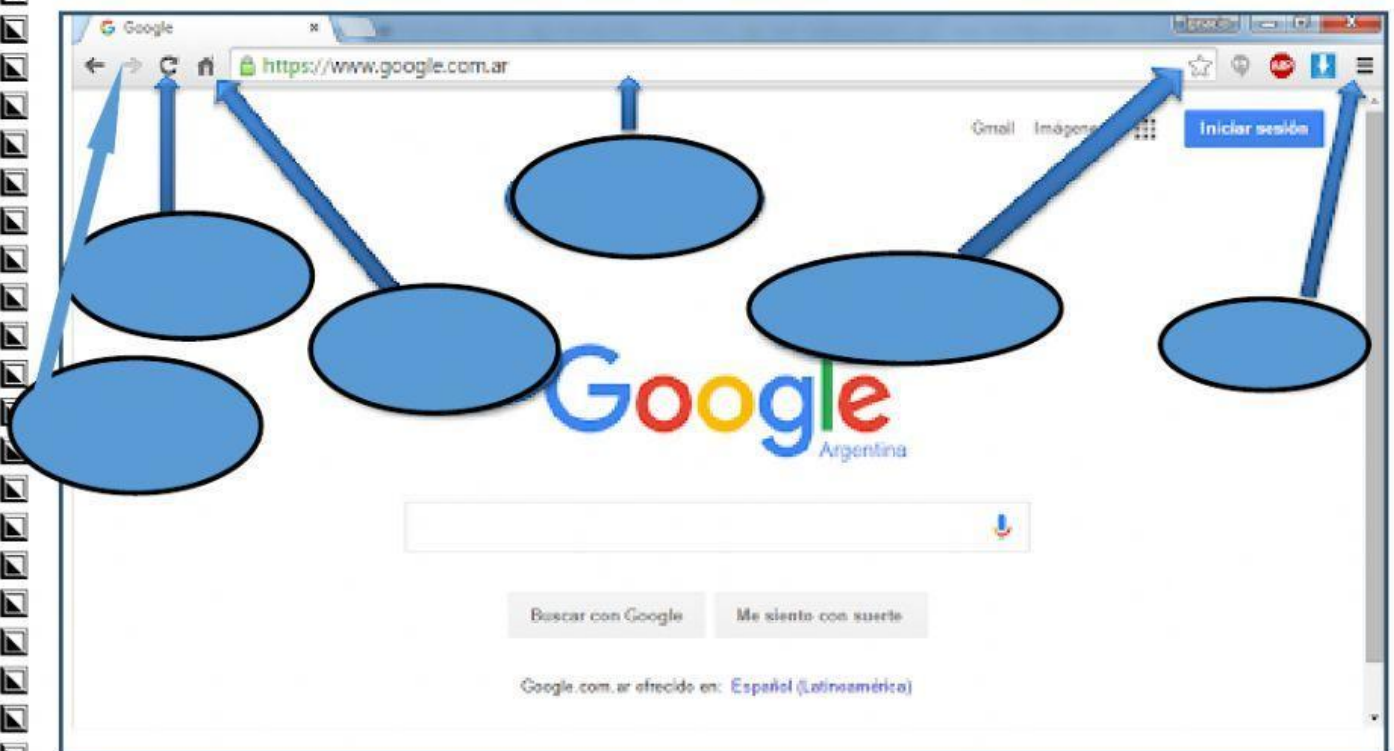 Google
https://www.google.com.ar
Gmail Imágene
Iniciar sesión
Google
Argentina
Buscar con Google Me siento con suerte
Google.com.ar ofrecido en: Español (Latinoamérica)